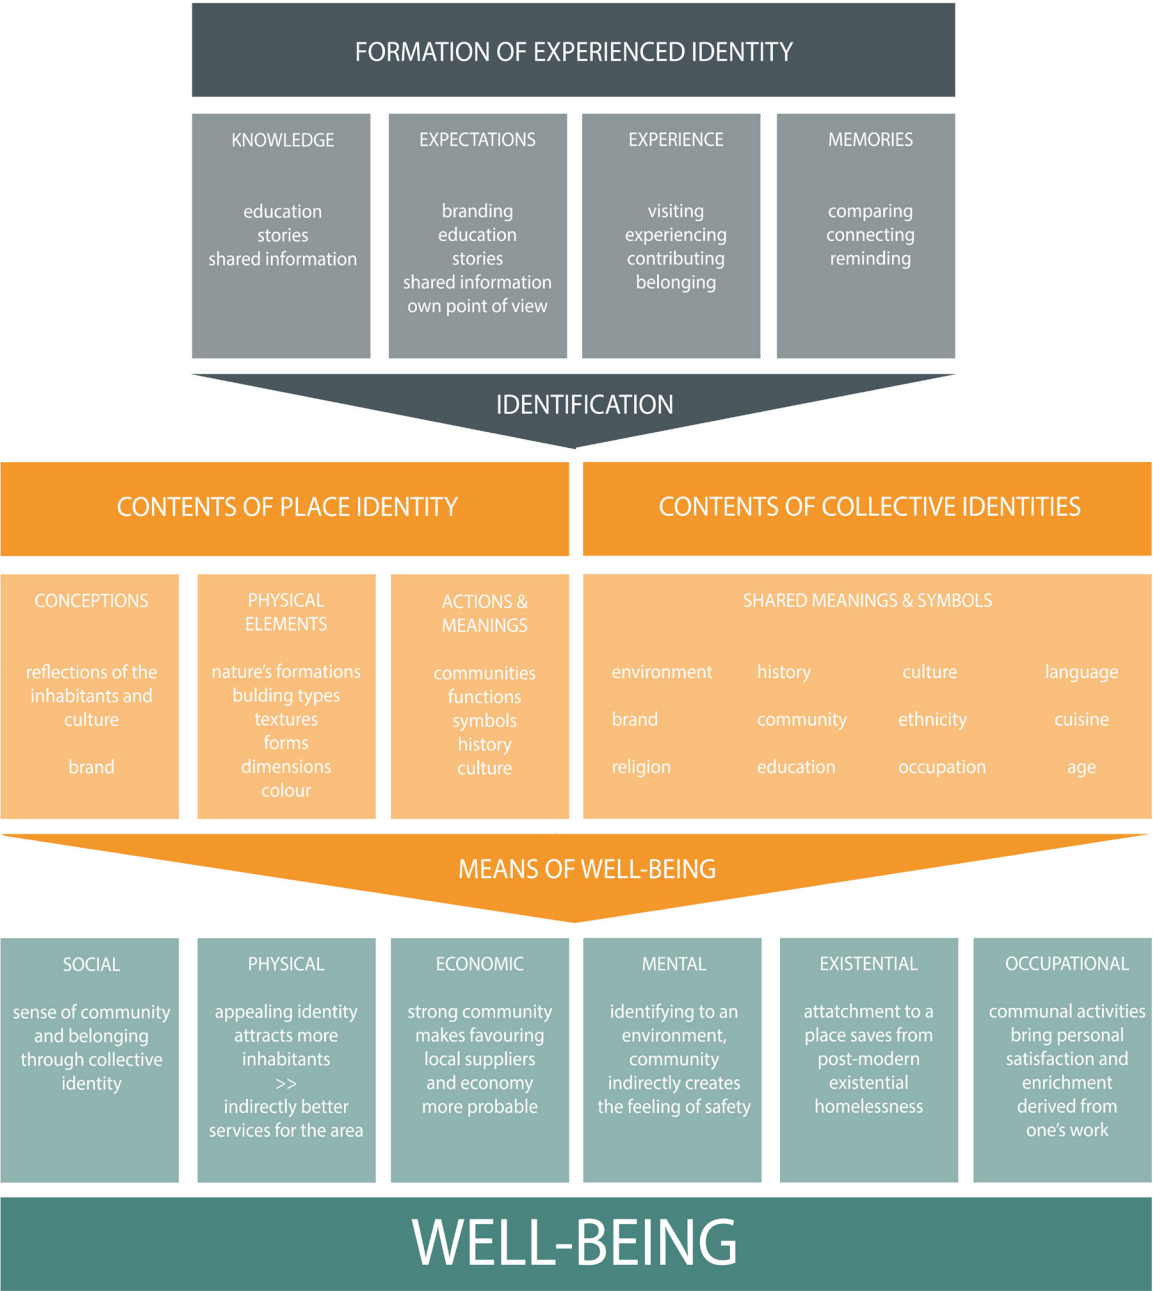 FORMATION OF EXPERIENCED IDENTITY
KNOWLEDGE
education
stories
shared information
EXPECTATIONS
branding
education
stories
shared information
own point of view
EXPERIENCE
visiting
experiencing
contributing
belonging
MEMORIES
comparing
connecting
reminding
IDENTIFICATION
CONTENTS OF PLACE IDENTITY
CONCEPTIONS
reflections of the
inhabitants and
culture
brand
PHYSICAL
ELEMENTS
nature's formations
bulding types
textures
forms
dimensions
colour
ACTIONS &
MEANINGS
communities
functions
symbols
history
culture
CONTENTS OF COLLECTIVE IDENTITIES
SHARED MEANINGS & SYMBOLS
environment history culture language
brand community ethnicity cuisine
religion education occupation age
MEANS OF WELL-BEING
SOCIAL
sense of community
and belonging
through collective
identity
PHYSICAL
appealing identity
attracts more
inhabitants
>>
indirectly better
services for the area
ECONOMIC
strong community
makes favouring
local suppliers
and economy
more probable
MENTAL
identifying to an
environment,
community
indirectly creates
the feeling of safety
EXISTENTIAL
attatchment to a
place saves from
post-modern
existential
homelessness
OCCUPATIONAL
communal activities
bring personal
satisfaction and
enrichment
derived from
one's work
WELL-BEING